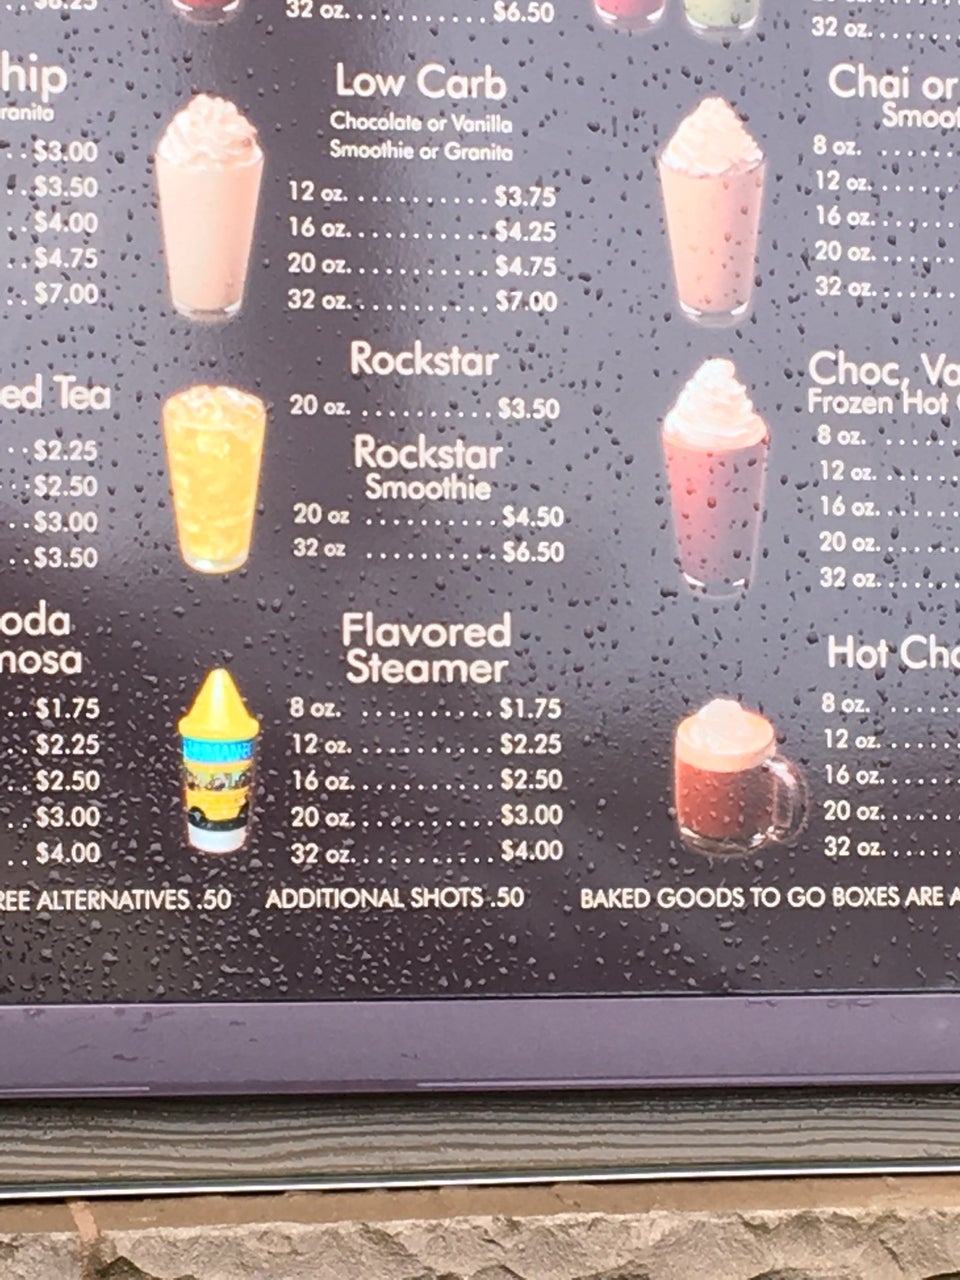 32 oz. $6.50
32 oz.
hip
ranita
$3.00
$3.50
$4.00
$4.75
$7.00
Low Carb
Chocolate or Vanilla
Smoothie or Granita
12 oz. $3.75
16 oz. $4.25
20 oz. $4.75
32 oz. $7.00
Chai or
Smoot
8 oz.
12 oz.
16 oz.
20 oz.
32 oz.
ed Tea
$2.25
$2.50
$3.00
$3.50
Rockstar
20 oz. $3.50
Rockstar
Smoothie
20 oz $4.50
32 oz $6.50
Choc, Va
Frozen Hot
8 oz.
12 oz.
16 oz.
20 oz.
32 oz.
oda
mosa
$1.75
$2.25
$2.50
$3.00
$4.00
Flavored
Steamer
8 oz. $1.75
12 oz. $2.25
16 oz. $2.50
20 oz. $3.00
32 oz. $4.00
Hot Cho
8 oz.
12 oz.
16 oz.
20 oz.
32 oz.
REE ALTERNATIVES .50 ADDITIONAL SHOTS .50 BAKED GOODS TO GO BOXES ARE A